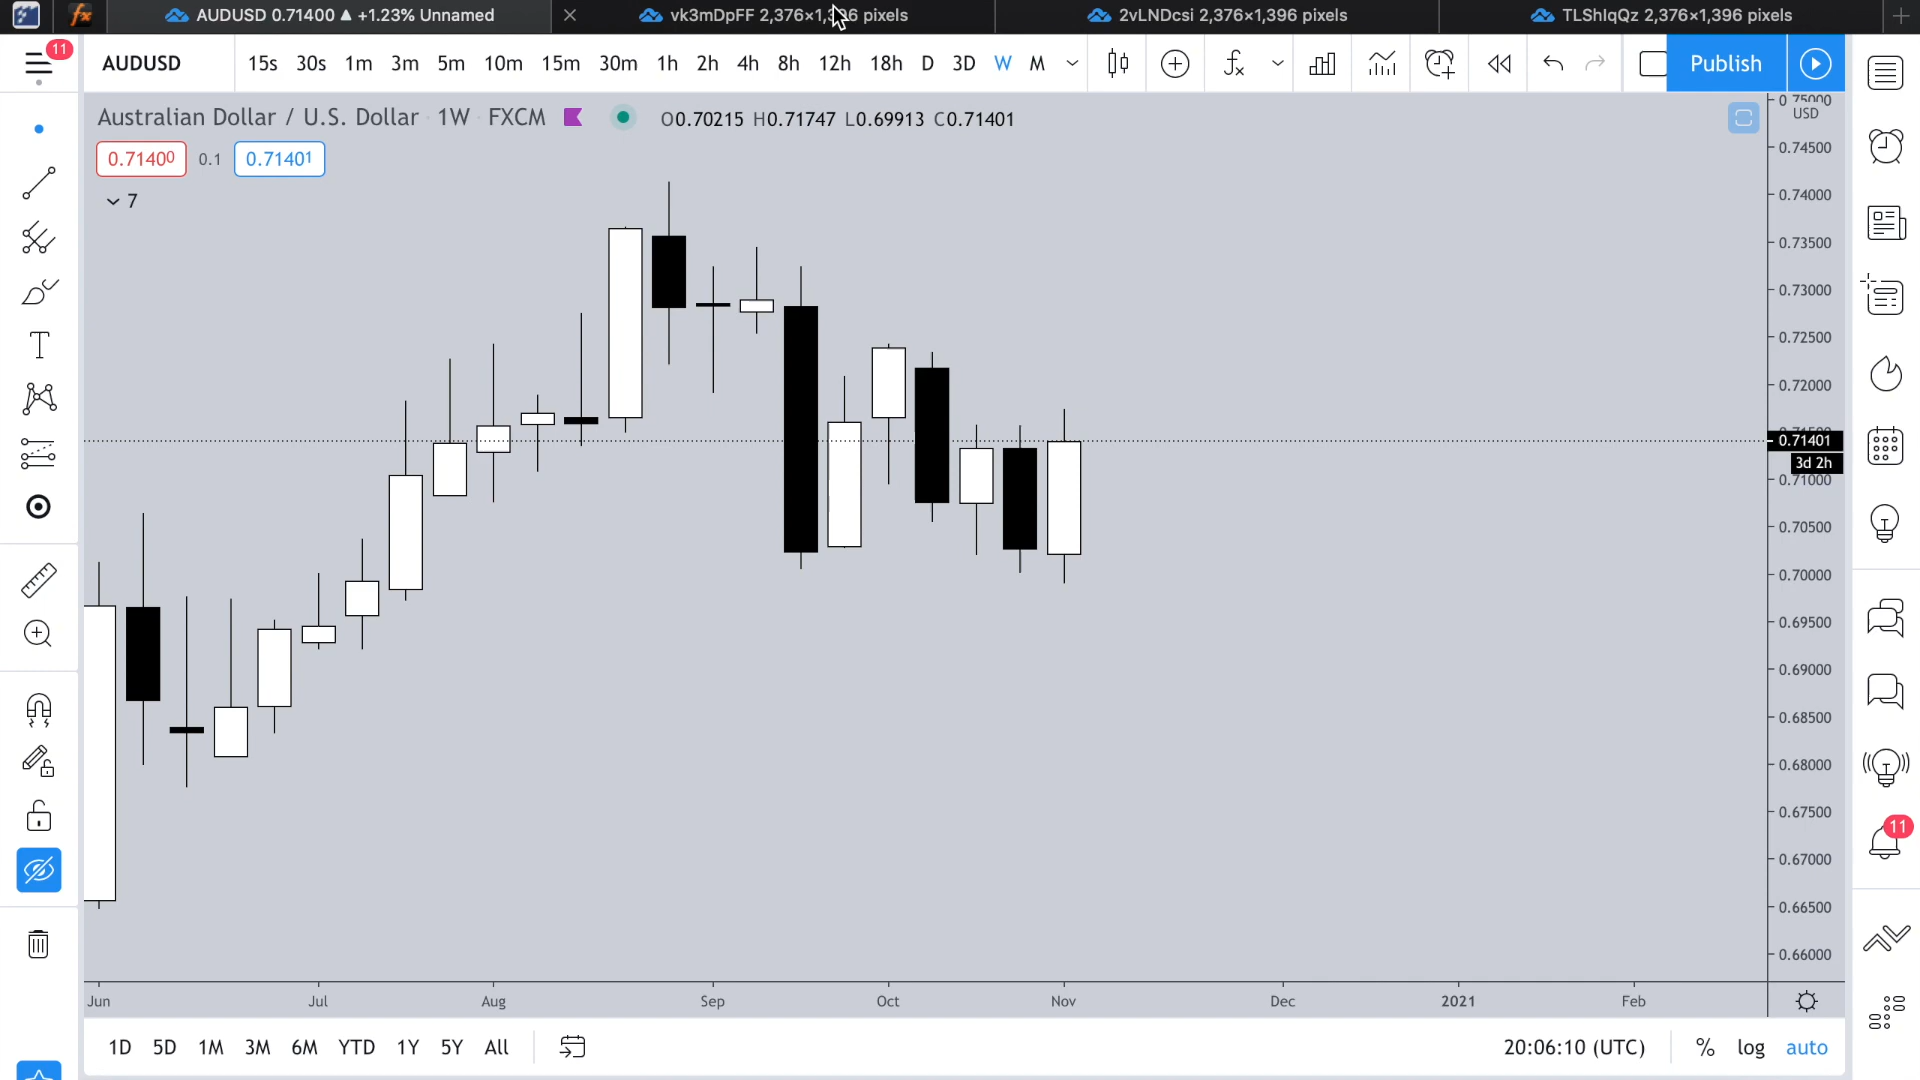 AUDUSD 0.71400 ▲ +1.23% Unnamed
vk3mDpFF 2,376×1,396 pixels
2vLNDcsi 2,376×1,396 pixels
TLShIqQz 2,376×1,396 pixels
11
AUDUSD
15s 30s 1m 3m 5m 10m 15m 30m 1h 2h 4h 8h 12h 18h D 3D W M
Publish
Australian Dollar / U.S. Dollar · 1W · FXCM
O0.70215 H0.71747 L0.69913 C0.71401
0.71400 0.1 0.71401
7
0.75000
USD
0.74500
0.74000
0.73500
0.73000
0.72500
0.72000
0.71401
3d 2h
0.71000
0.70500
0.70000
0.69500
0.69000
0.68500
0.68000
0.67500
0.67000
0.66500
0.66000
11
Jun Jul Aug Sep Oct Nov Dec 2021 Feb
1D 5D 1M 3M 6M YTD 1Y 5Y All
20:06:10 (UTC) % log auto